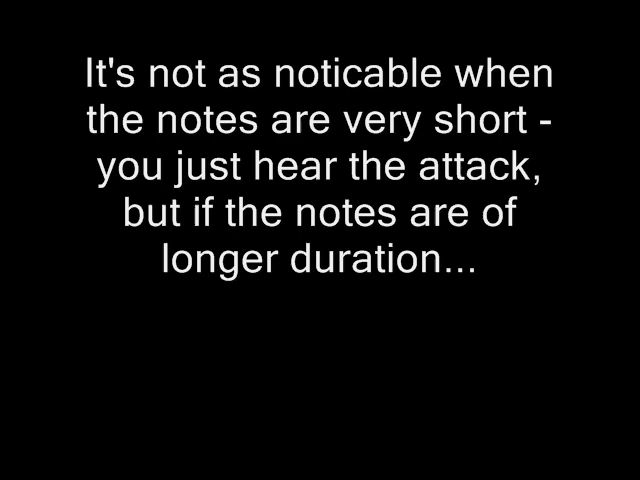 It's not as noticable when
the notes are very short -
you just hear the attack,
but if the notes are of
longer duration...